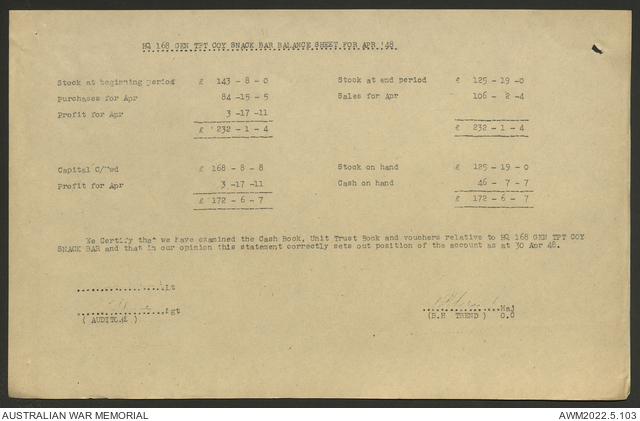 HQ 168 GEN TPT COY SNACK BAR BALANCE SHEET FOR APR '48
Stock at beginning period £ 143 - 8 - 0 Stock at end period £ 125 -19 -0
Purchases for Apr 84 -15 - 5 Sales for Apr 106 - 2 -4
Profit for Apr 3 -17 -11
£ 232 - 1 - 4 £ 232 - 1 - 4
Capital C/Fwd £ 168 - 8 - 8 Stock on hand £ 125 - 19 - 0
Profit for Apr 3 -17 -11 Cash on hand 46 - 7 - 7
£ 172 - 6 - 7 £ 172 - 6 - 7
We Certify that we have examined the Cash Book, Unit Trust Book and vouchers relative to HQ 168 GEN TPT COY
SNACK BAR and that in our opinion this statement correctly sets out position of the account as at 30 Apr 48.
Lt
Sgt Maj
( AUDITORS ) (B.H TREND ) O.C
AUSTRALIAN WAR MEMORIAL AWM2022.5.103